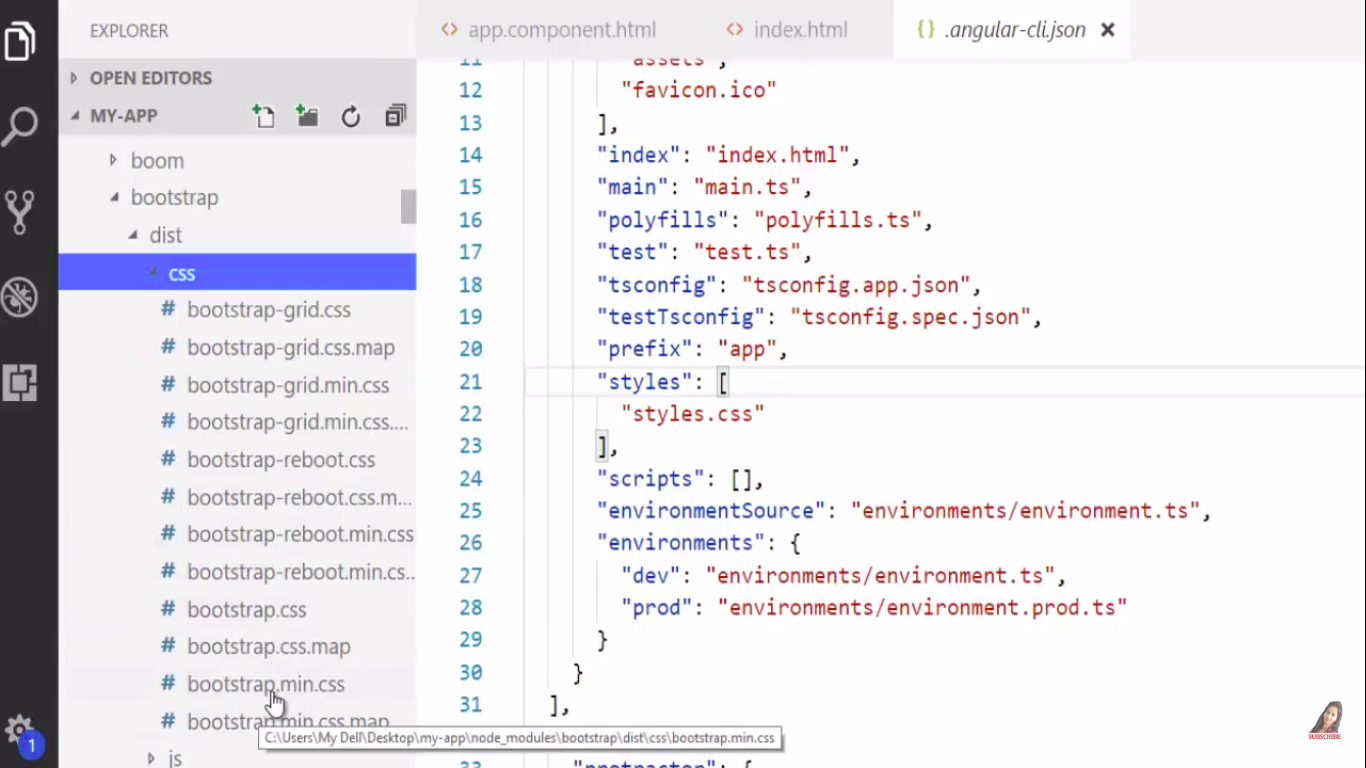 EXPLORER
OPEN EDITORS
MY-APP
boom
bootstrap
dist
css
bootstrap-grid.css
bootstrap-grid.css.map
bootstrap-grid.min.css
bootstrap-grid.min.css....
bootstrap-reboot.css
bootstrap-reboot.css.m...
bootstrap-reboot.min.css
bootstrap-reboot.min.cs...
bootstrap.css
bootstrap.css.map
bootstrap.min.css
bootstrap.min.css.map
js
1
C:\Users\My Dell\Desktop\my-app\node_modules\bootstrap\dist\css\bootstrap.min.css
app.component.html
index.html
{} .angular-cli.json
11 "assets",
12 "favicon.ico"
13 ],
14 "index": "index.html",
15 "main": "main.ts",
16 "polyfills": "polyfills.ts",
17 "test": "test.ts",
18 "tsconfig": "tsconfig.app.json",
19 "testTsconfig": "tsconfig.spec.json",
20 "prefix": "app",
21 "styles": [
22 "styles.css"
23 ],
24 "scripts": [],
25 "environmentSource": "environments/environment.ts",
26 "environments": {
27 "dev": "environments/environment.ts",
28 "prod": "environments/environment.prod.ts"
29 }
30 }
31 ],
33 "protractor": {
SUBSCRIBE